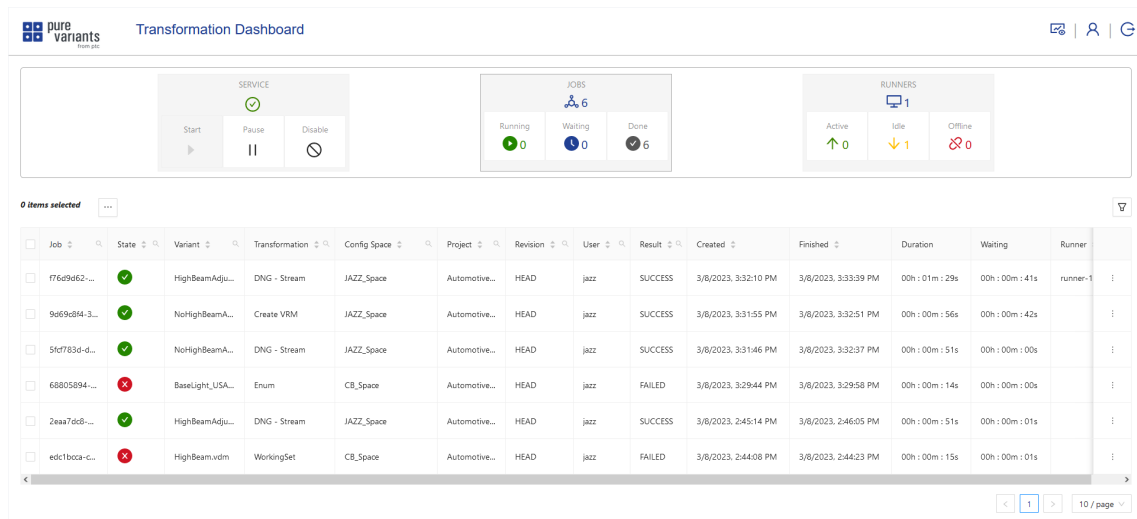 pure
variants
from ptc
Transformation Dashboard
SERVICE
Start Pause Disable
JOBS
6
Running Waiting Done
0 0 6
RUNNERS
1
Active Idle Offline
0 1 0
0 items selected ...
Job State Variant Transformation Config Space Project Revision User Result Created Finished Duration Waiting Runner
f76d9d62-... HighBeamAdju... DNG - Stream JAZZ_Space Automotive... HEAD jazz SUCCESS 3/8/2023, 3:32:10 PM 3/8/2023, 3:33:39 PM 00h : 01m : 29s 00h : 00m : 41s runner-1
9d69c8f4-3... NoHighBeamA... Create VRM JAZZ_Space Automotive... HEAD jazz SUCCESS 3/8/2023, 3:31:55 PM 3/8/2023, 3:32:51 PM 00h : 00m : 56s 00h : 00m : 42s
5fcf783d-d... NoHighBeamA... DNG - Stream JAZZ_Space Automotive... HEAD jazz SUCCESS 3/8/2023, 3:31:46 PM 3/8/2023, 3:32:37 PM 00h : 00m : 51s 00h : 00m : 00s
68805894-... BaseLight_USA... Enum CB_Space Automotive... HEAD jazz FAILED 3/8/2023, 3:29:44 PM 3/8/2023, 3:29:58 PM 00h : 00m : 14s 00h : 00m : 00s
2eaa7dc8-... HighBeamAdju... DNG - Stream JAZZ_Space Automotive... HEAD jazz SUCCESS 3/8/2023, 2:45:14 PM 3/8/2023, 2:46:05 PM 00h : 00m : 51s 00h : 00m : 01s
edc1bcca-c... HighBeam.vdm WorkingSet CB_Space Automotive... HEAD jazz FAILED 3/8/2023, 2:44:08 PM 3/8/2023, 2:44:23 PM 00h : 00m : 15s 00h : 00m : 01s
1 10 / page